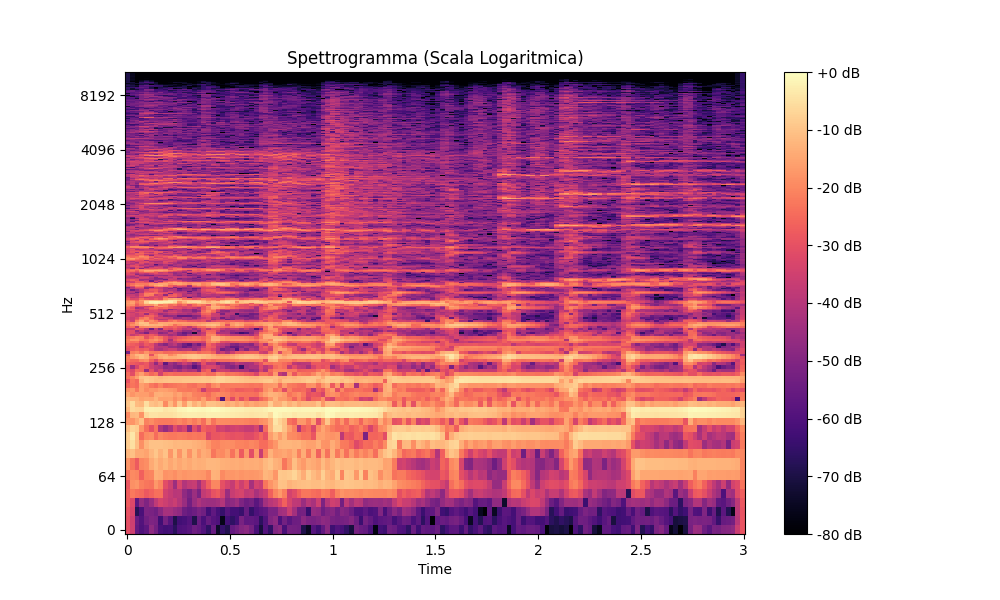 Spettrogramma (Scala Logaritmica)
Hz
8192
4096
2048
1024
512
256
128
64
0
0 0.5 1 1.5 2 2.5 3
Time
+0 dB
-10 dB
-20 dB
-30 dB
-40 dB
-50 dB
-60 dB
-70 dB
-80 dB